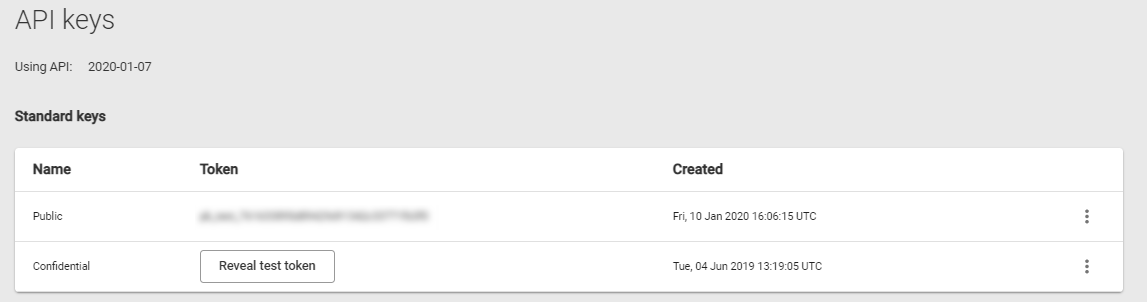 API keys
Using API: 2020-01-07
Standard keys
Name Token Created
Public Fri, 10 Jan 2020 16:06:15 UTC
Confidential Reveal test token Tue, 04 Jun 2019 13:19:05 UTC